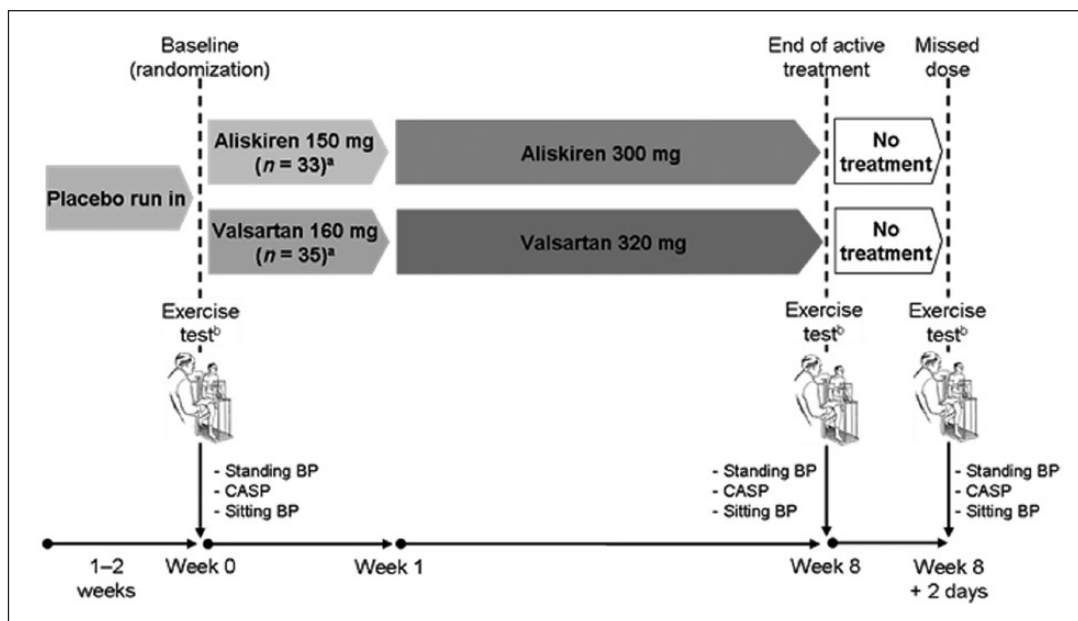 Baseline
(randomization)
End of active
treatment
Missed
dose
Placebo run in
Aliskiren 150 mg
(n = 33)ᵃ
Aliskiren 300 mg
No
treatment
Valsartan 160 mg
(n = 35)ᵃ
Valsartan 320 mg
No
treatment
Exercise
testᵇ
Exercise
testᵇ
Exercise
testᵇ
- Standing BP
- CASP
- Sitting BP
- Standing BP
- CASP
- Sitting BP
- Standing BP
- CASP
- Sitting BP
1–2
weeks
Week 0
Week 1
Week 8
Week 8
+ 2 days